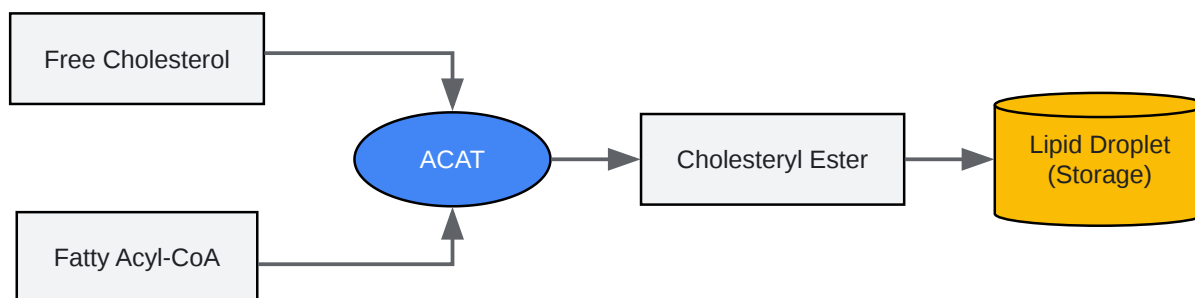 Free Cholesterol
ACAT
Cholesteryl Ester
Lipid Droplet
(Storage)
Fatty Acyl-CoA